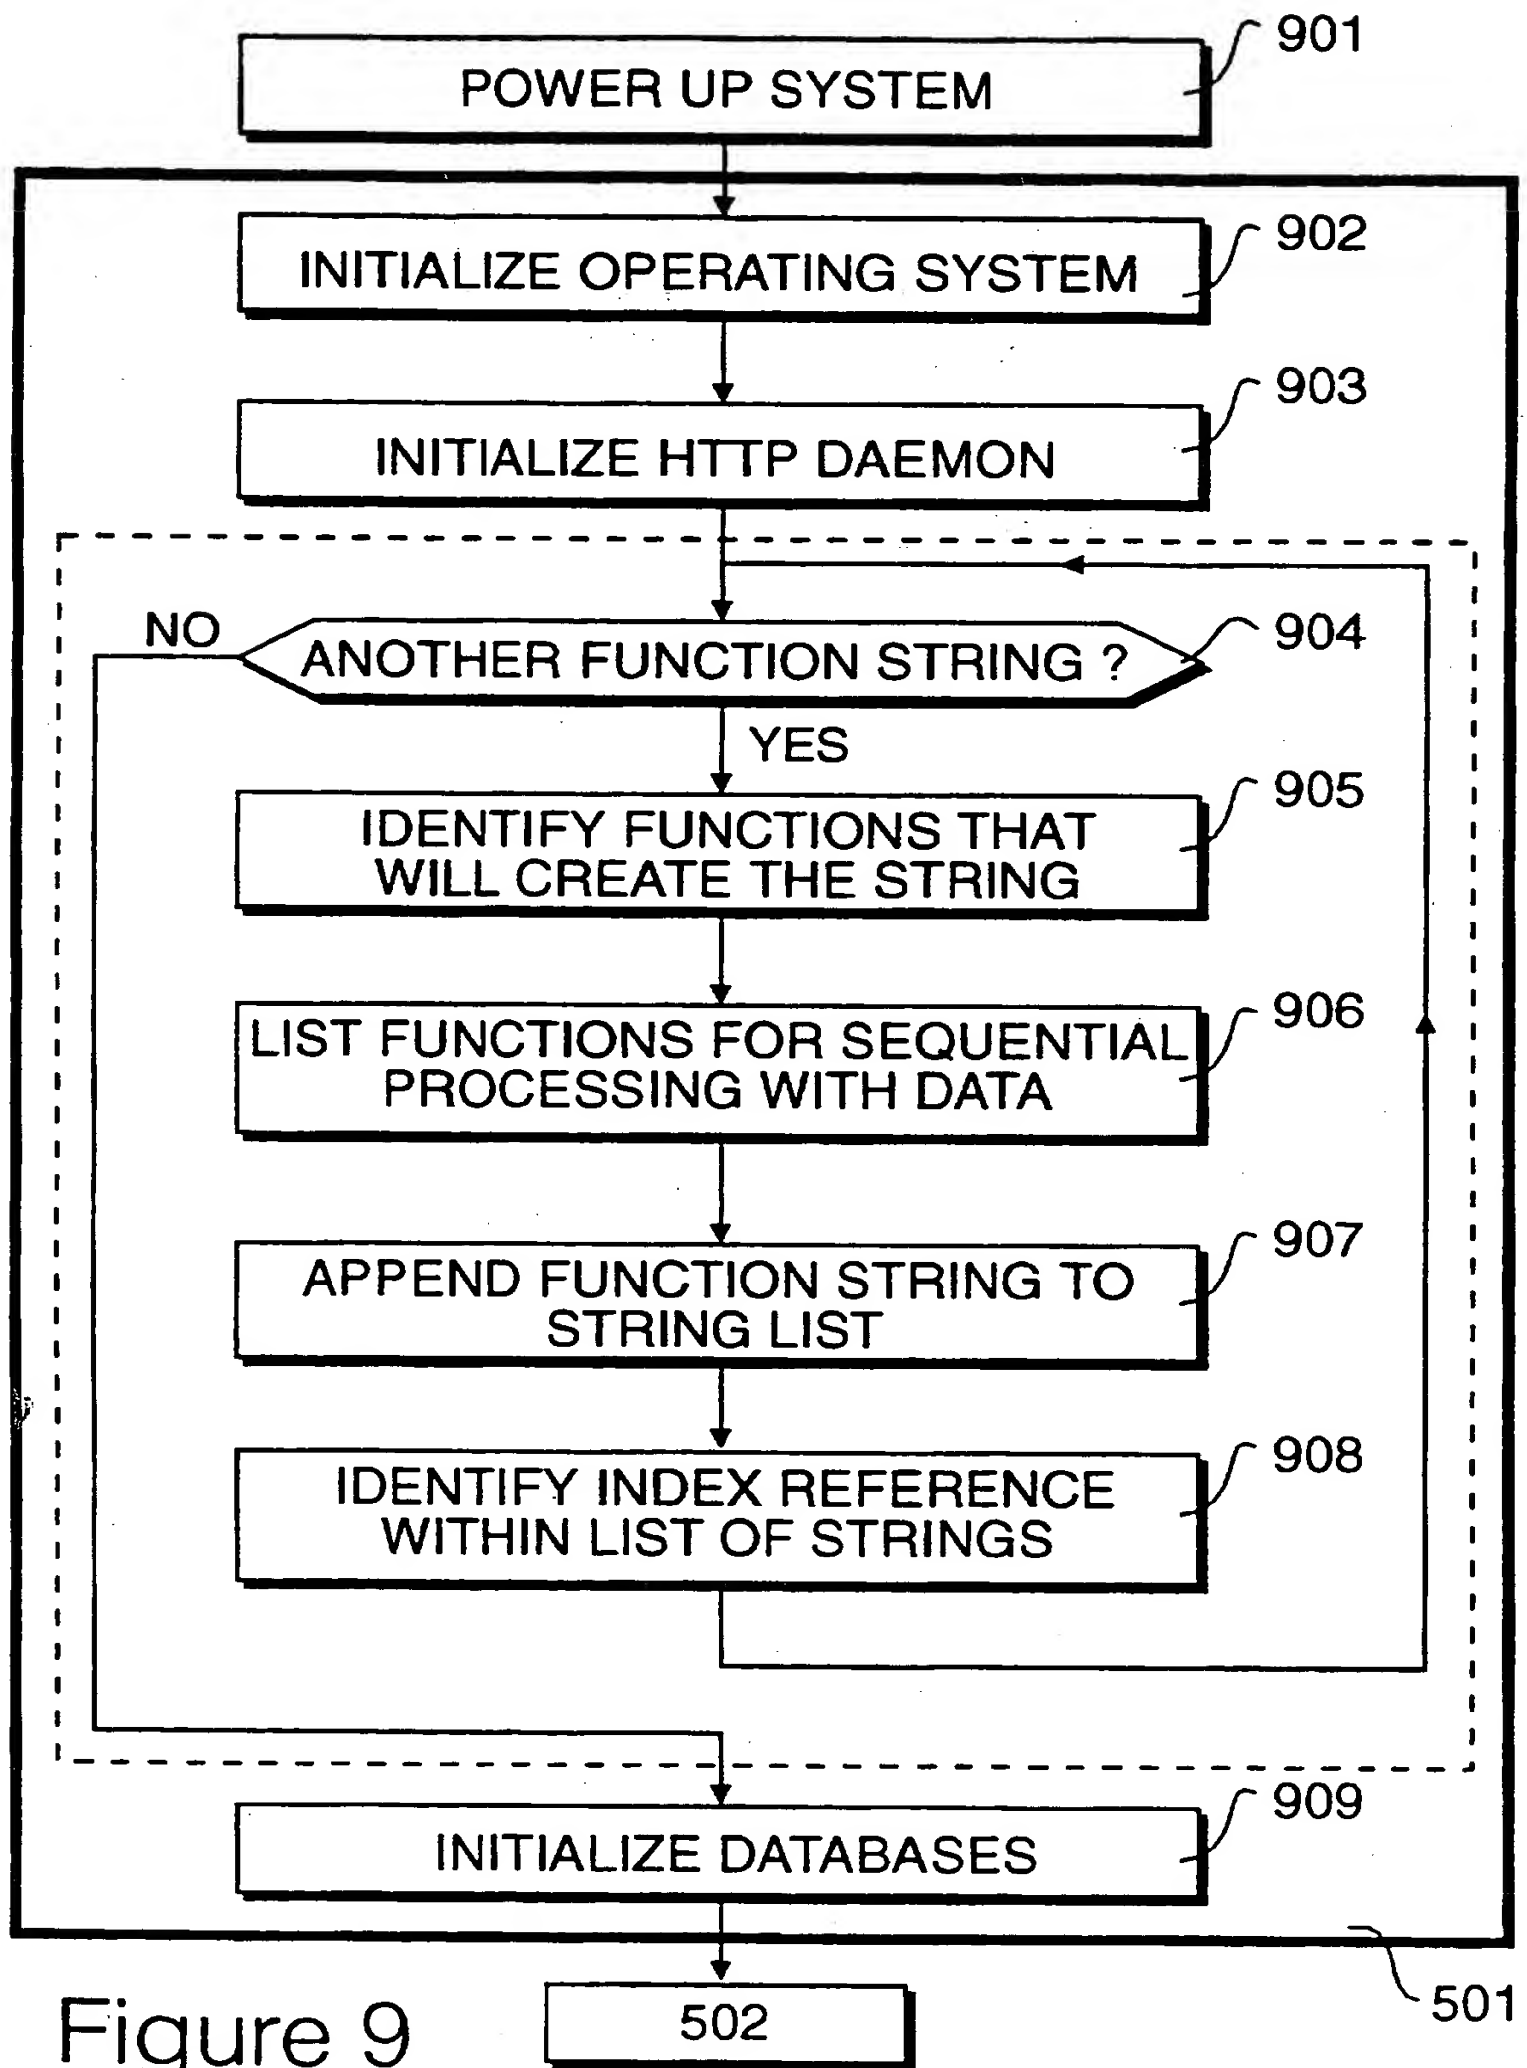 901
POWER UP SYSTEM
902
INITIALIZE OPERATING SYSTEM
903
INITIALIZE HTTP DAEMON
NO
904
ANOTHER FUNCTION STRING ?
YES
905
IDENTIFY FUNCTIONS THAT
WILL CREATE THE STRING
906
LIST FUNCTIONS FOR SEQUENTIAL
PROCESSING WITH DATA
907
APPEND FUNCTION STRING TO
STRING LIST
908
IDENTIFY INDEX REFERENCE
WITHIN LIST OF STRINGS
909
INITIALIZE DATABASES
501
502
Figure 9